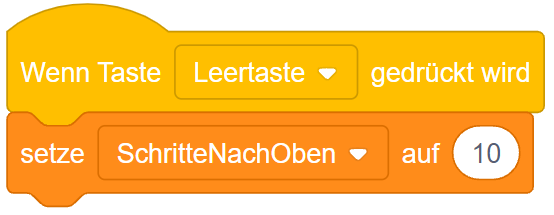 Wenn Taste Leertaste gedrückt wird
setze SchritteNachOben auf 10